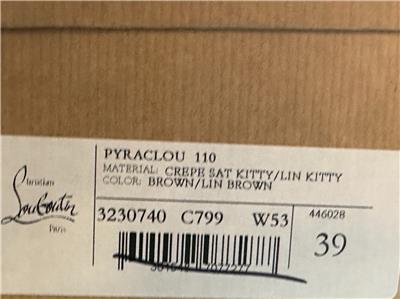 PYRACLOU 110
MATERIAL: CREPE SAT KITTY/LIN KITTY
COLOR: BROWN/LIN BROWN
Christian
Louboutin
Paris
3230740 C799 W53
446028
39